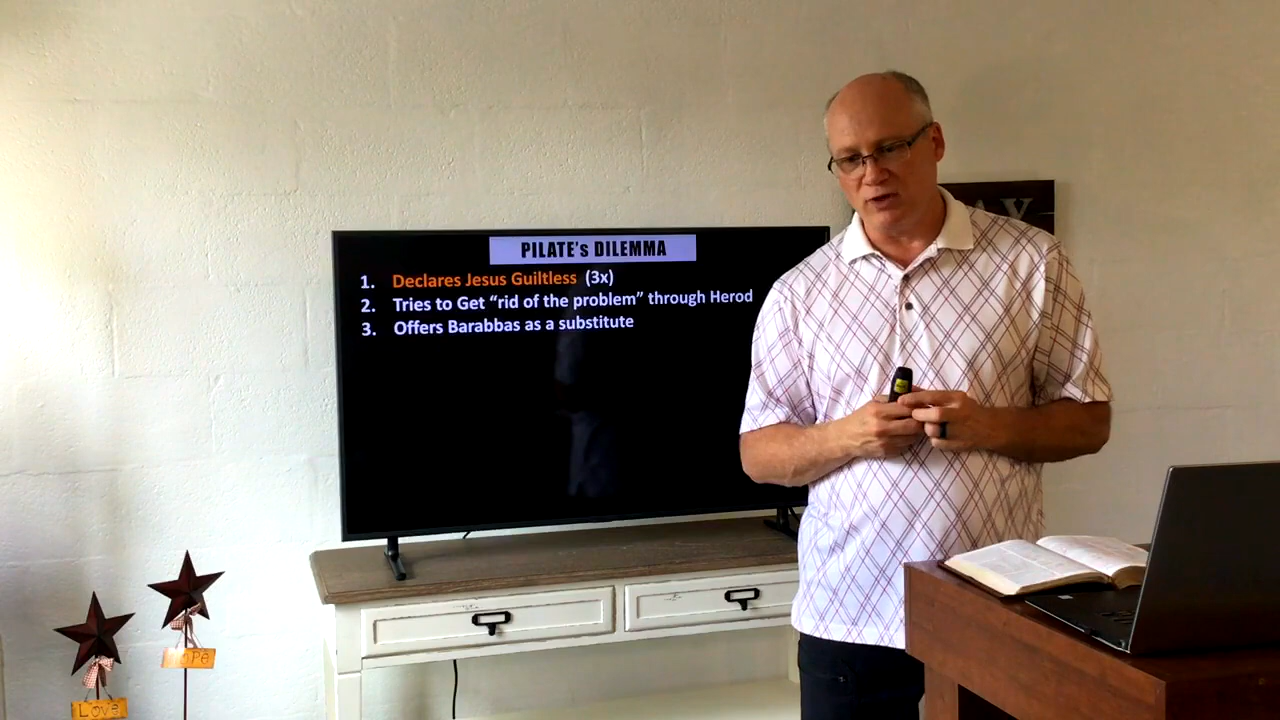 PILATE's DILEMMA
1. Declares Jesus Guiltless (3x)
2. Tries to Get “rid of the problem” through Herod
3. Offers Barabbas as a substitute
HOPE
Love